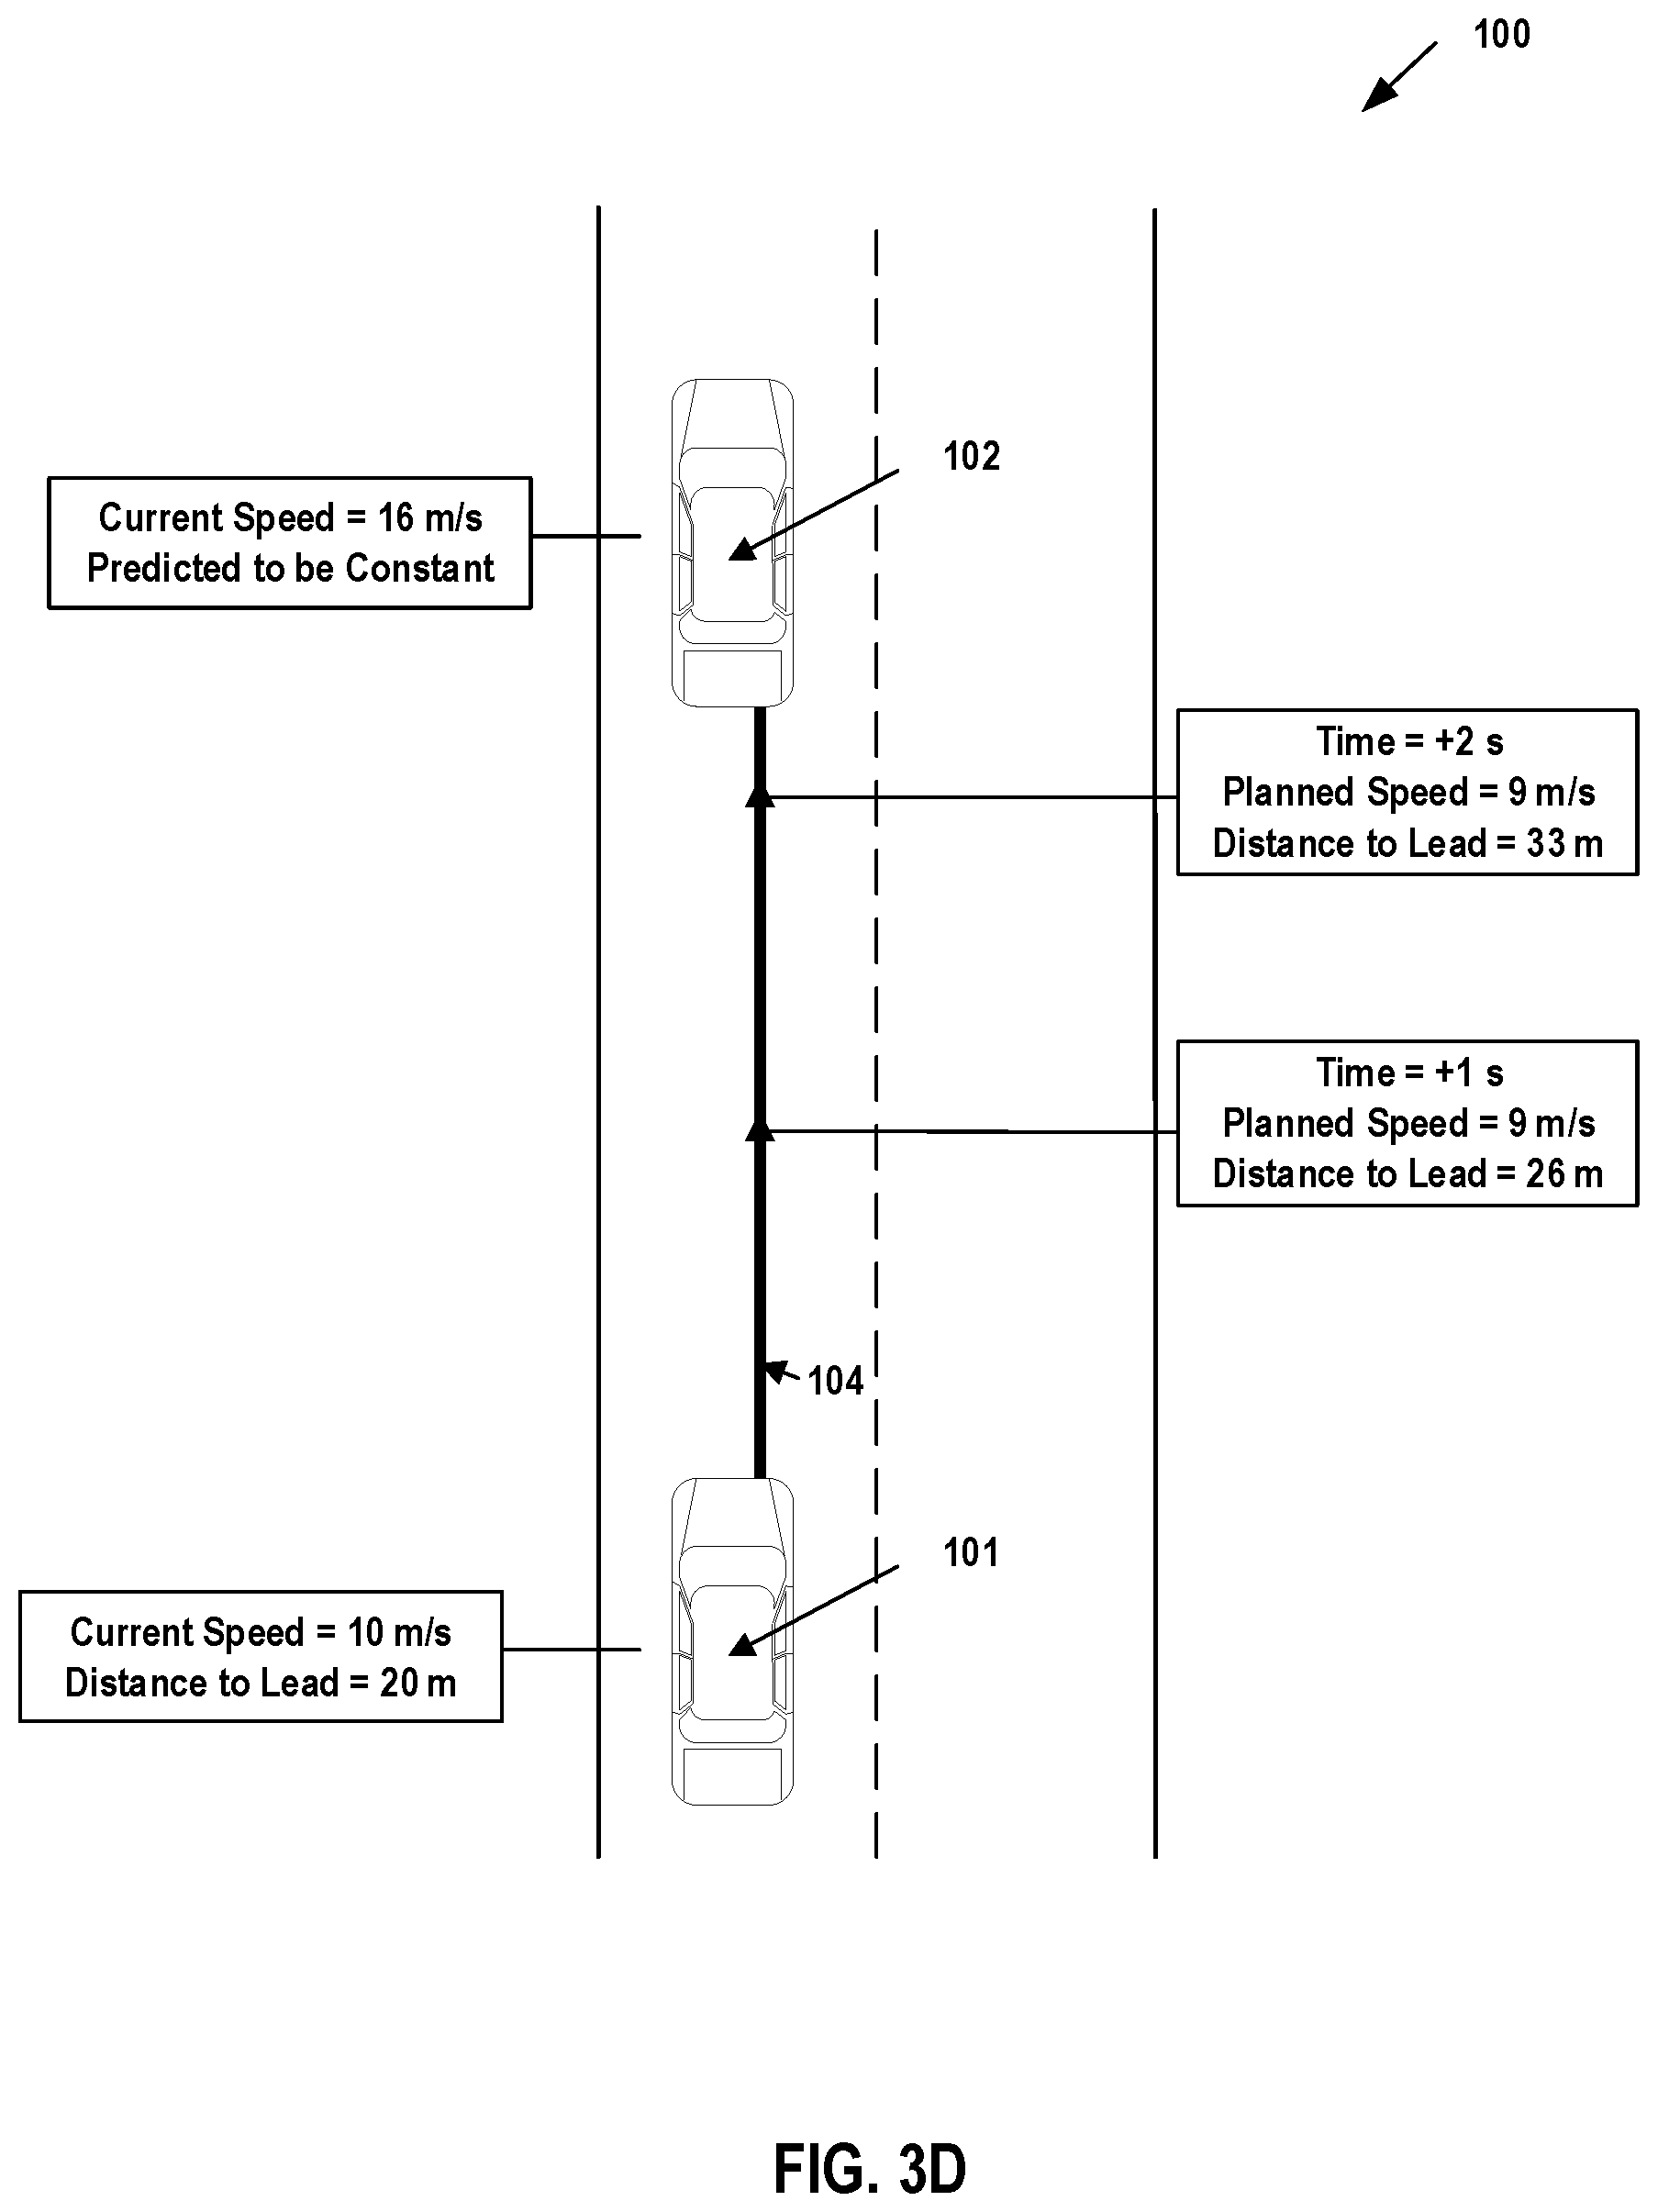 100
102
Current Speed = 16 m/s
Predicted to be Constant
Time = +2 s
Planned Speed = 9 m/s
Distance to Lead = 33 m
Time = +1 s
Planned Speed = 9 m/s
Distance to Lead = 26 m
104
101
Current Speed = 10 m/s
Distance to Lead = 20 m
FIG. 3D